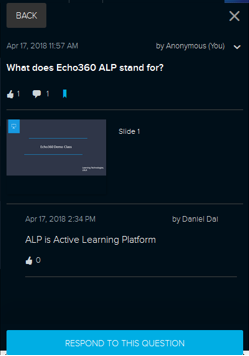 BACK
Apr 17, 2018 11:57 AM
by Anonymous (You)
What does Echo360 ALP stand for?
1
1
Echo360 Demo Class
Slide 1
Apr 17, 2018 2:34 PM
by Daniel Dai
ALP is Active Learning Platform
0
RESPOND TO THIS QUESTION